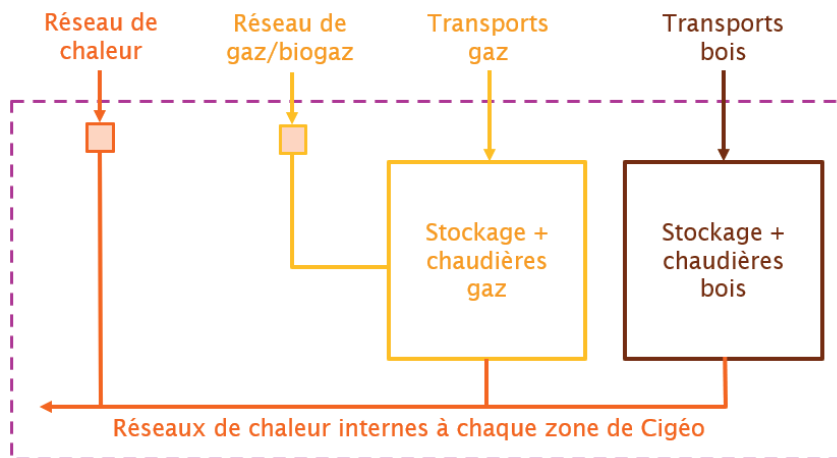 Réseau de
chaleur
Réseau de
gaz/biogaz
Transports
gaz
Transports
bois
Stockage +
chaudières
gaz
Stockage +
chaudières
bois
Réseaux de chaleur internes à chaque zone de Cigéo